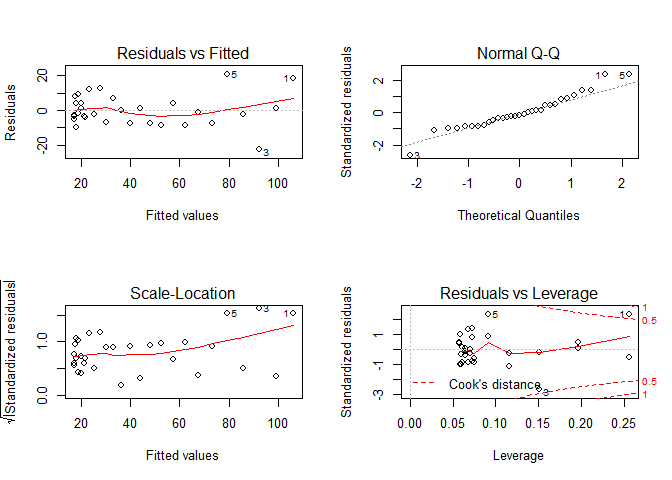 Residuals vs Fitted
Residuals
20
0
-20
5
1
3
20 40 60 80 100
Fitted values
Normal Q-Q
Standardized residuals
2
0
-2
1 5
3
-2 -1 0 1 2
Theoretical Quantiles
Scale-Location
√|Standardized residuals|
1.0
0.0
5
3
1
20 40 60 80 100
Fitted values
Residuals vs Leverage
Standardized residuals
1
-1
-3
5
1
3
1
0.5
0.5
1
Cook's distance
0.00 0.05 0.10 0.15 0.20 0.25
Leverage